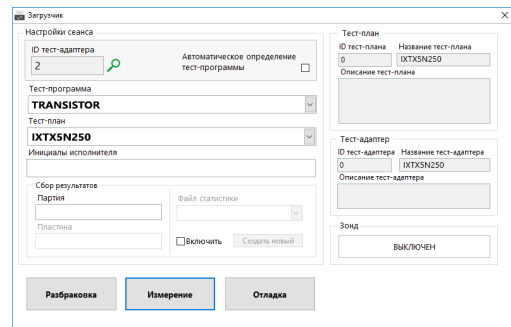 Загрузчик
Настройки сеанса
ID тест-адаптера
2
Автоматическое определение
тест-программы
Тест-программа
TRANSISTOR
Тест-план
IXTX5N250
Инициалы исполнителя
Сбор результатов
Партия
Файл статистики
Пластина
Включить
Создать новый
Разбраковка
Измерение
Отладка
Тест-план
ID тест-плана Название тест-плана
0 IXTX5N250
Описание тест-плана
Тест-адаптер
ID тест-адаптера Название тест-адаптера
0 IXTX5N250
Описание тест-адаптера
Зонд
ВЫКЛЮЧЕН